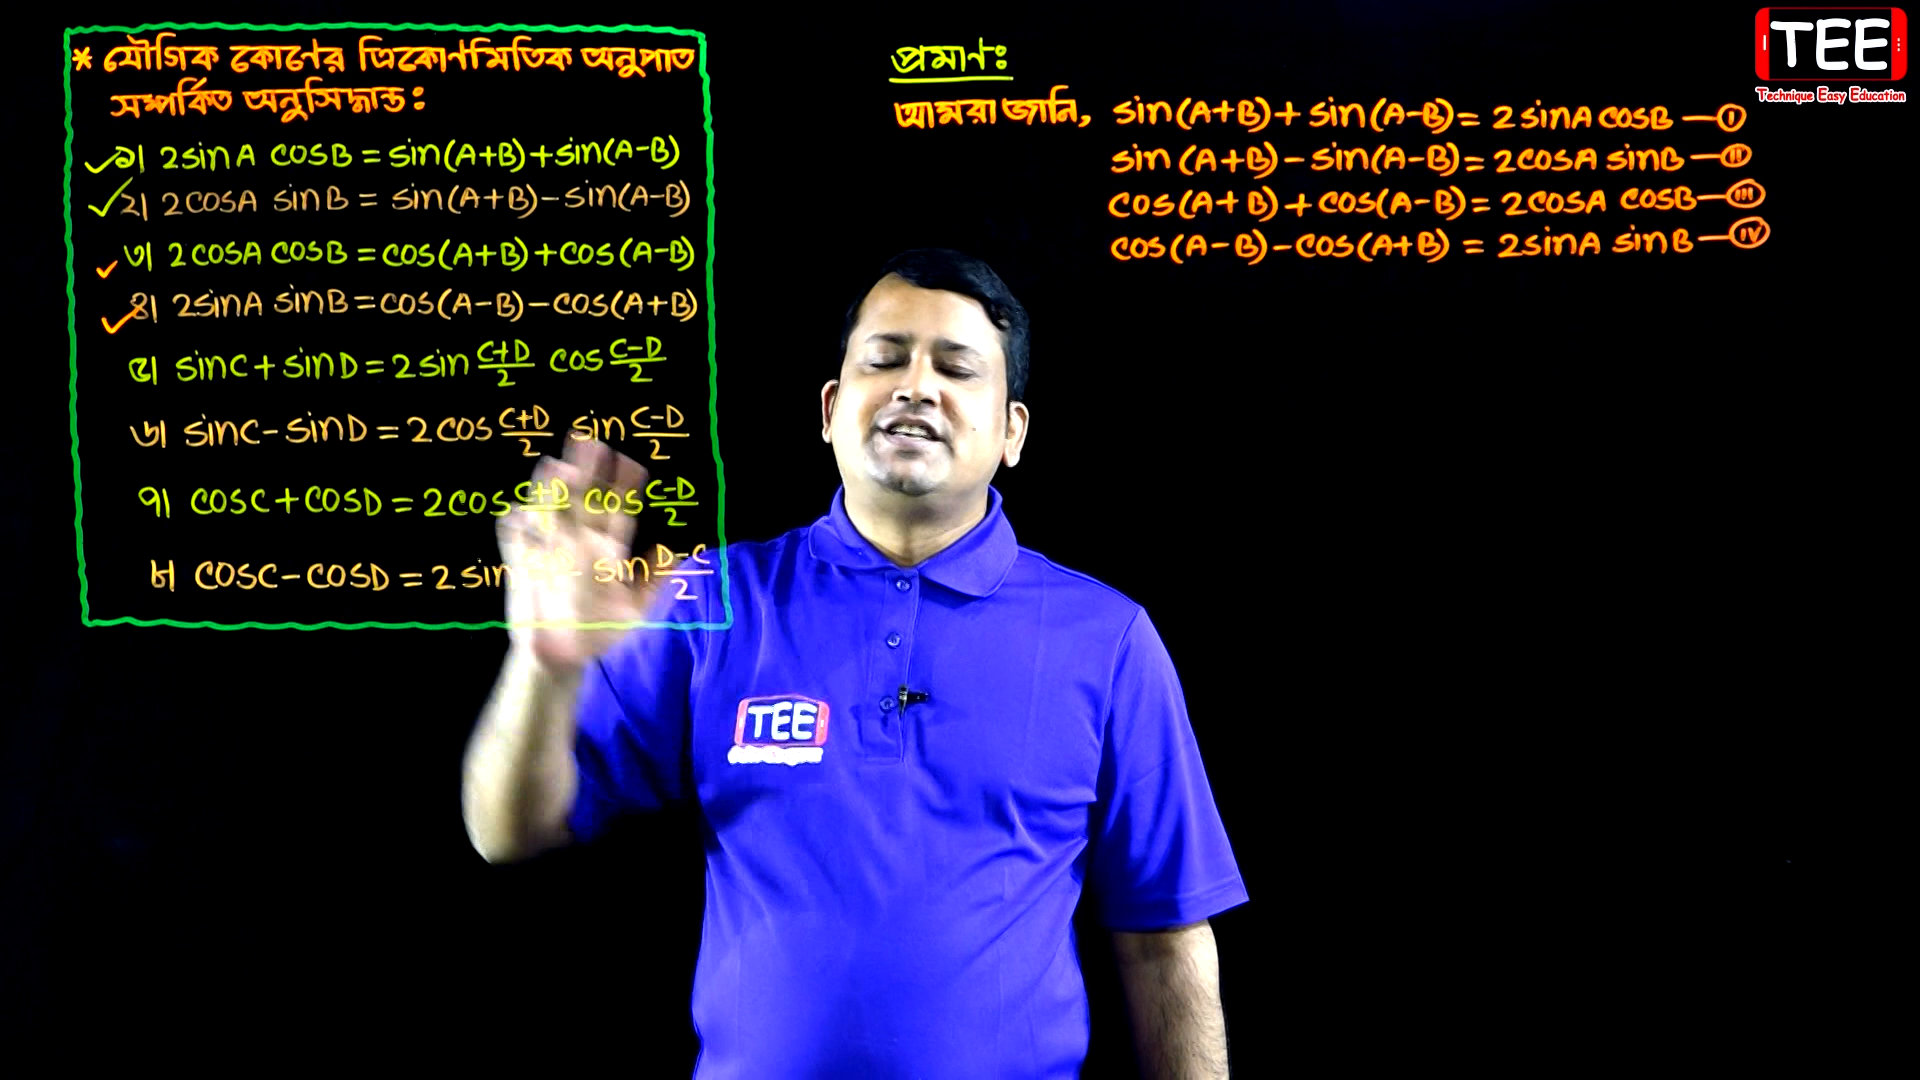 * যৌগিক কোণের ত্রিকোণমিতিক অনুপাত
সম্পর্কিত অনুসিদ্ধান্ত:
১। 2sinA cosB = sin(A+B)+sin(A-B)
২। 2cosA sinB = sin(A+B)-sin(A-B)
৩। 2cosA cosB = cos(A+B)+cos(A-B)
৪। 2sinA sinB = cos(A-B)-cos(A+B)
৫। sinC+sinD = 2sin (C+D)/2 cos (C-D)/2
৬। sinC-sinD = 2cos (C+D)/2 sin (C-D)/2
৭। cosC+cosD = 2cos (C+D)/2 cos (C-D)/2
৮। cosC-cosD = 2sin sin (D-C)/2
প্রমাণঃ
আমরা জানি, sin(A+B)+sin(A-B) = 2sinA cosB —(i)
sin(A+B)-sin(A-B) = 2cosA sinB —(ii)
cos(A+B)+cos(A-B) = 2cosA cosB —(iii)
cos(A-B)-cos(A+B) = 2sinA sinB —(iv)
TEE
Technique Easy Education
TEE